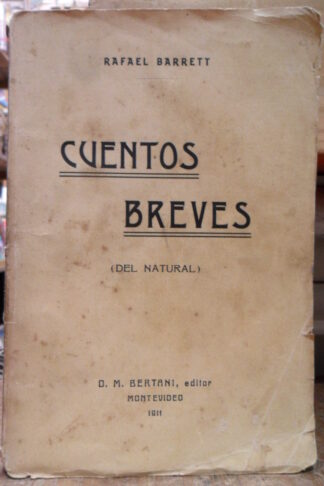 RAFAEL BARRETT
CUENTOS
BREVES
(DEL NATURAL)
O. M. BERTANI, editor
MONTEVIDEO
1911